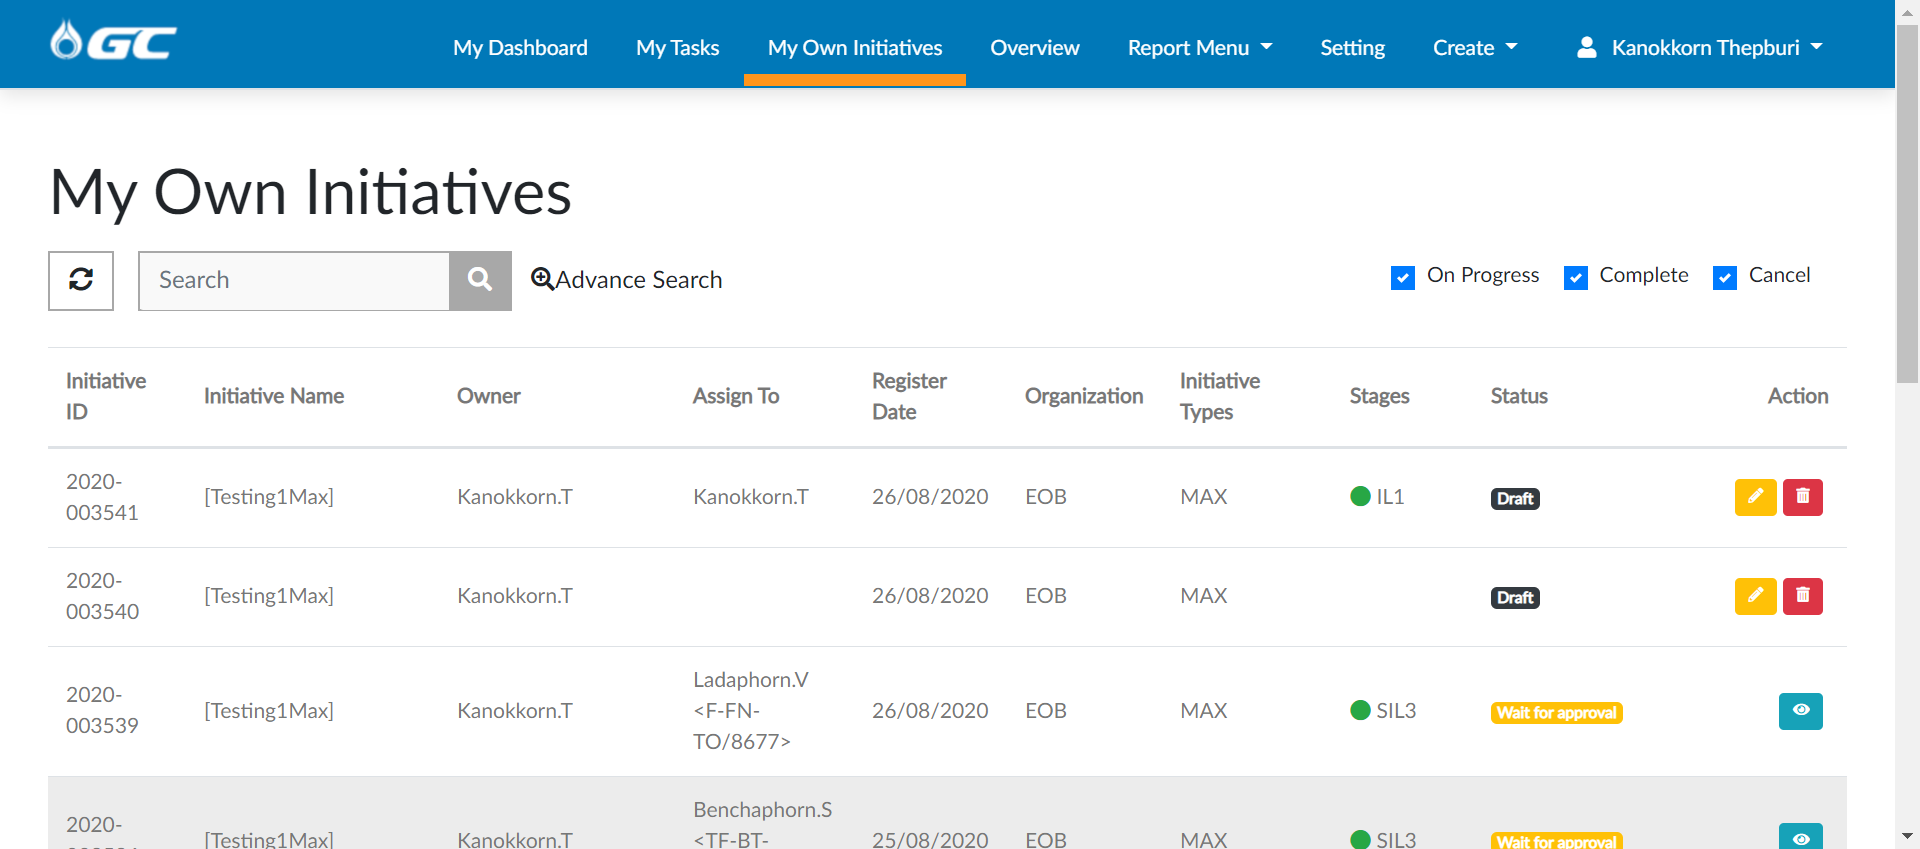 GC
My Dashboard My Tasks My Own Initiatives Overview Report Menu Setting Create Kanokkorn Thepburi
My Own Initiatives
Search Advance Search On Progress Complete Cancel
Initiative ID Initiative Name Owner Assign To Register Date Organization Initiative Types Stages Status Action
2020-003541 [Testing1Max] Kanokkorn.T Kanokkorn.T 26/08/2020 EOB MAX IL1 Draft
2020-003540 [Testing1Max] Kanokkorn.T 26/08/2020 EOB MAX Draft
2020-003539 [Testing1Max] Kanokkorn.T Ladaphorn.V <F-FN-TO/8677> 26/08/2020 EOB MAX SIL3 Wait for approval
2020- [Testing1Max] Kanokkorn.T Benchaphorn.S <TF-BT- 25/08/2020 EOB MAX SIL3 Wait for approval